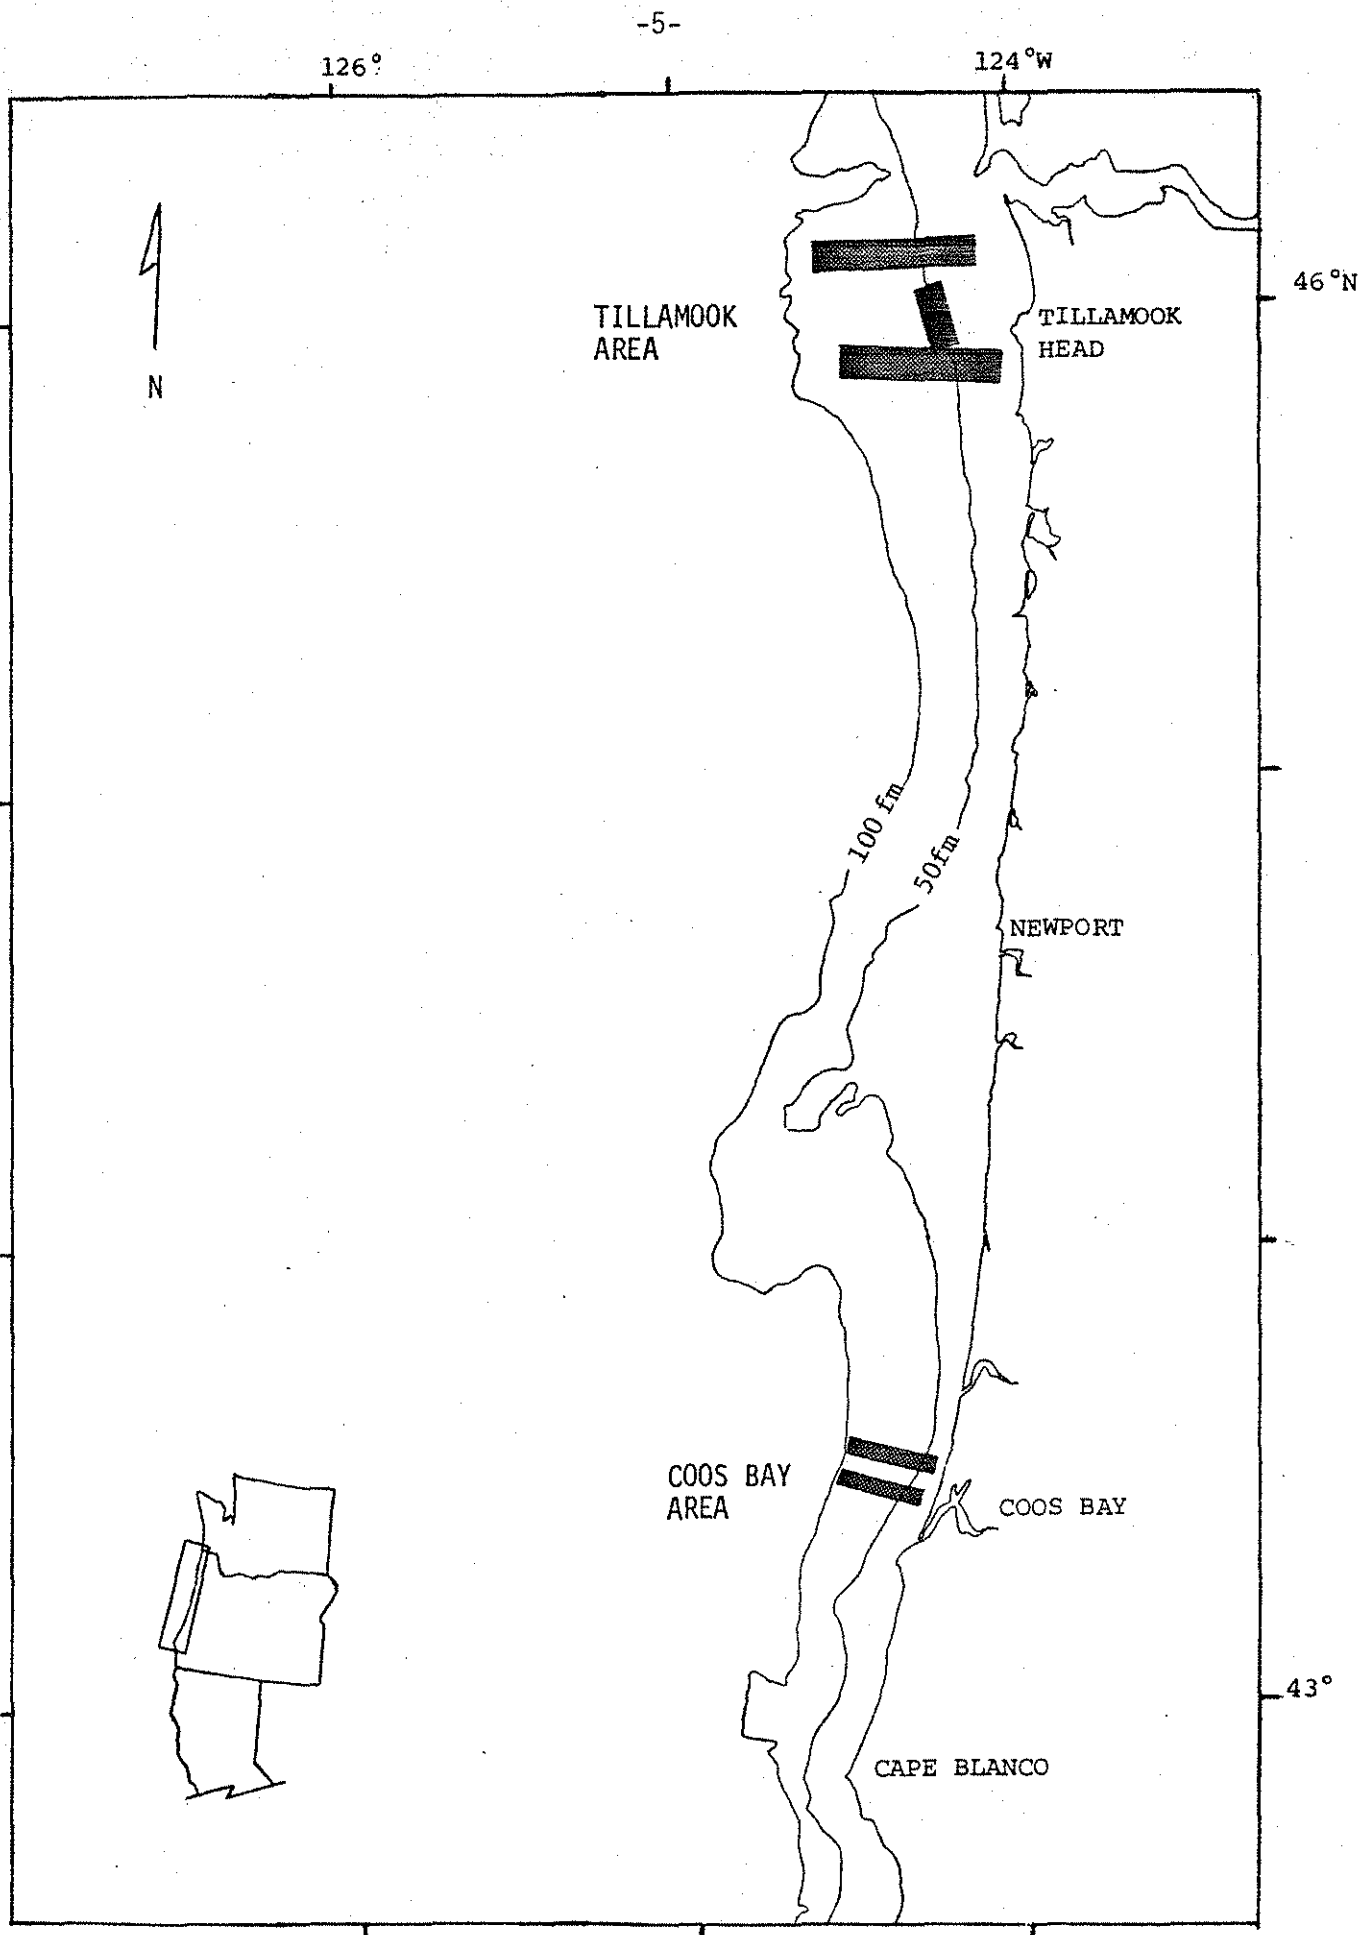 -5-
126°
124°W
46°N
TILLAMOOK
AREA
TILLAMOOK
HEAD
N
100 fm
50fm
NEWPORT
COOS BAY
AREA
COOS BAY
43°
CAPE BLANCO